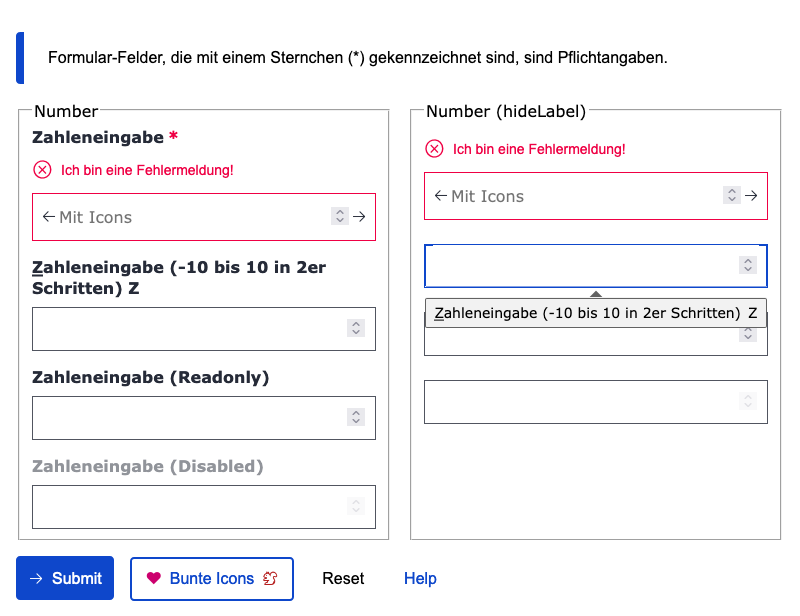 Formular-Felder, die mit einem Sternchen (*) gekennzeichnet sind, sind Pflichtangaben.
Number
Zahleneingabe *
Ich bin eine Fehlermeldung!
Mit Icons
Zahleneingabe (-10 bis 10 in 2er
Schritten) Z
Zahleneingabe (Readonly)
Zahleneingabe (Disabled)
Number (hideLabel)
Ich bin eine Fehlermeldung!
Mit Icons
Zahleneingabe (-10 bis 10 in 2er Schritten) Z
Submit
Bunte Icons
Reset
Help